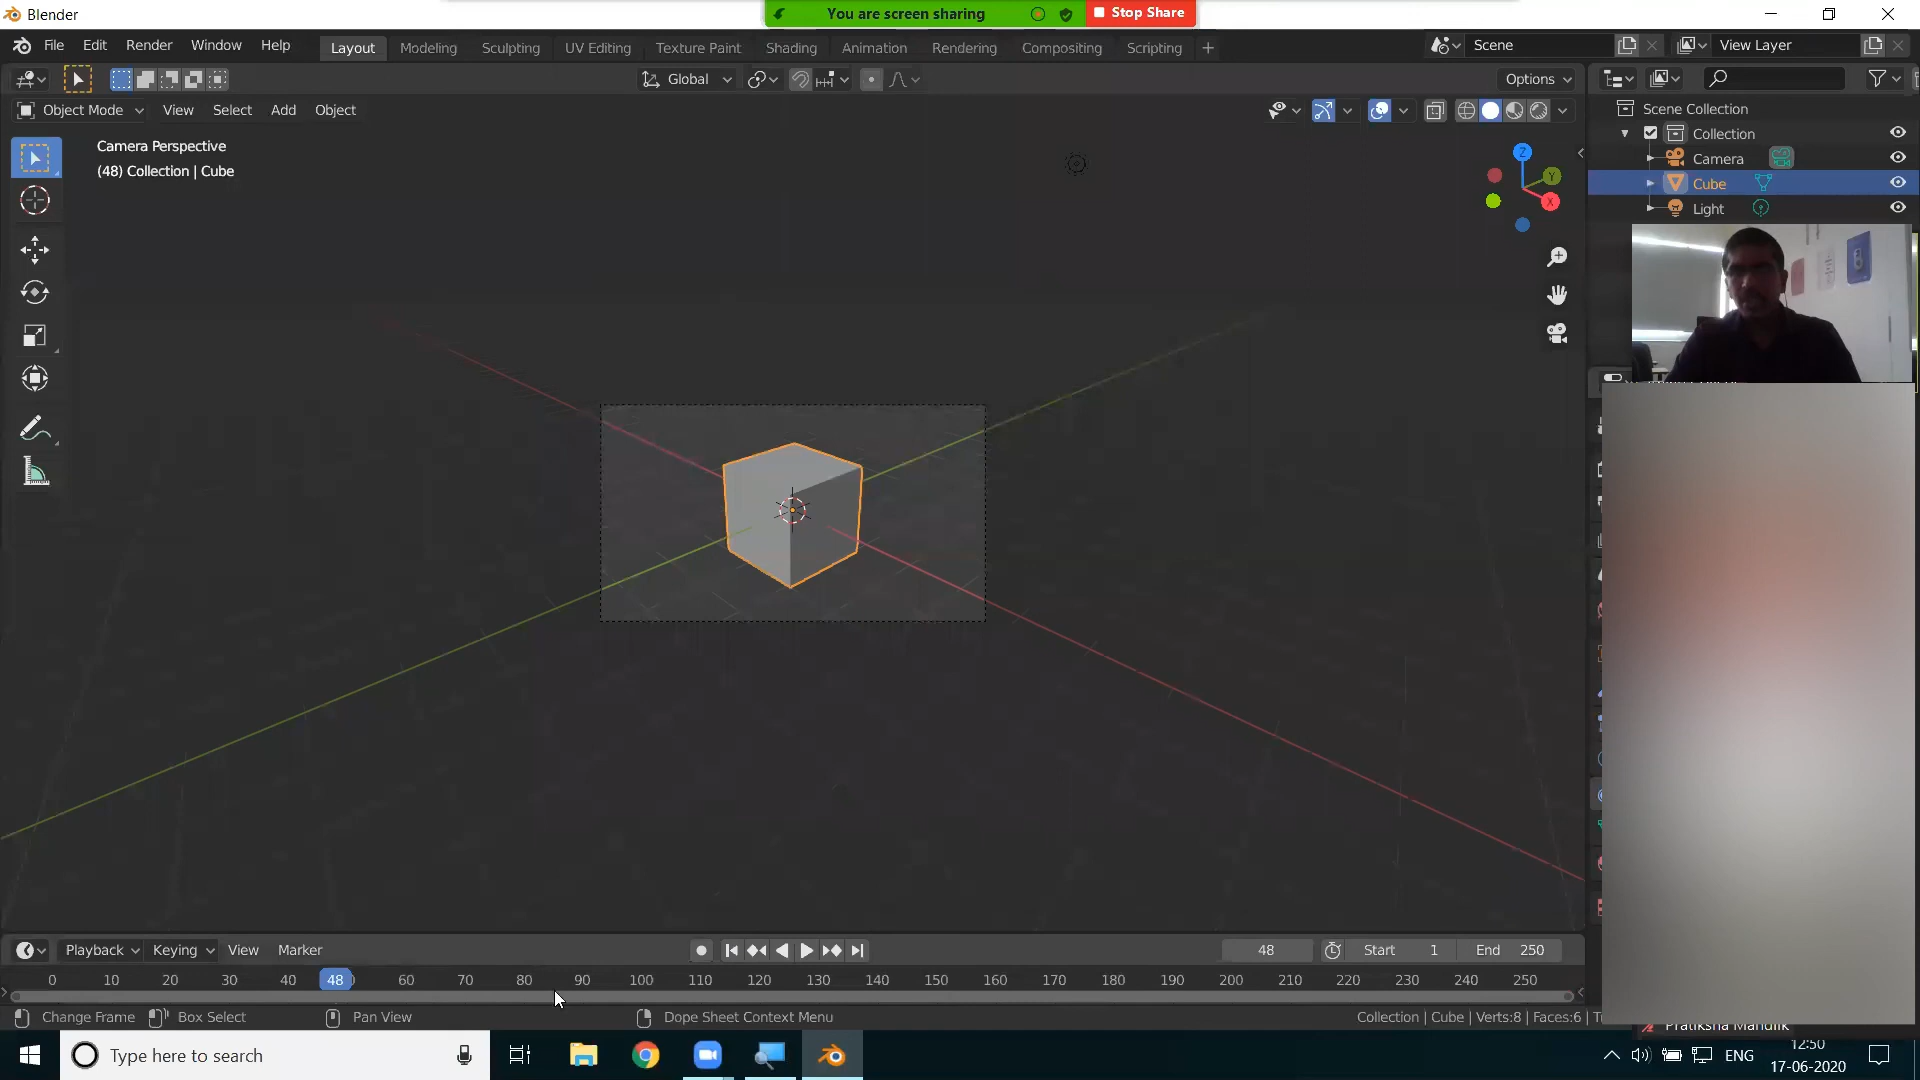 Blender
You are screen sharing
Stop Share
File Edit Render Window Help
Layout Modeling Sculpting UV Editing Texture Paint Shading Animation Rendering Compositing Scripting +
Scene
View Layer
Global
Options
Object Mode View Select Add Object
Camera Perspective
(48) Collection | Cube
Z
Y
X
Scene Collection
Collection
Camera
Cube
Light
Playback Keying View Marker
48
Start 1
End 250
0 10 20 30 40 48 60 70 80 90 100 110 120 130 140 150 160 170 180 190 200 210 220 230 240 250
Change Frame Box Select Pan View Dope Sheet Context Menu
Collection | Cube | Verts:8 | Faces:6 |
Pratiksha Mandlik
Type here to search
ENG
12:50
17-06-2020